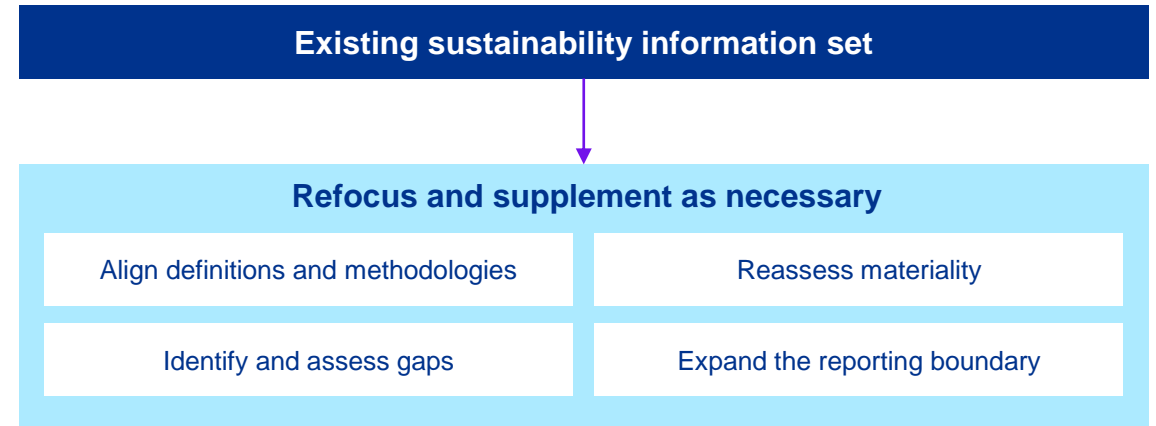 Existing sustainability information set
Refocus and supplement as necessary
Align definitions and methodologies
Reassess materiality
Identify and assess gaps
Expand the reporting boundary